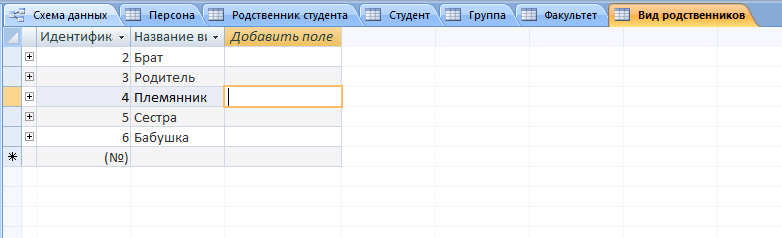 Схема данных Персона Родственник студента Студент Группа Факультет Вид родственников
Идентифик Название ви Добавить поле
2 Брат
3 Родитель
4 Племянник
5 Сестра
6 Бабушка
(№)